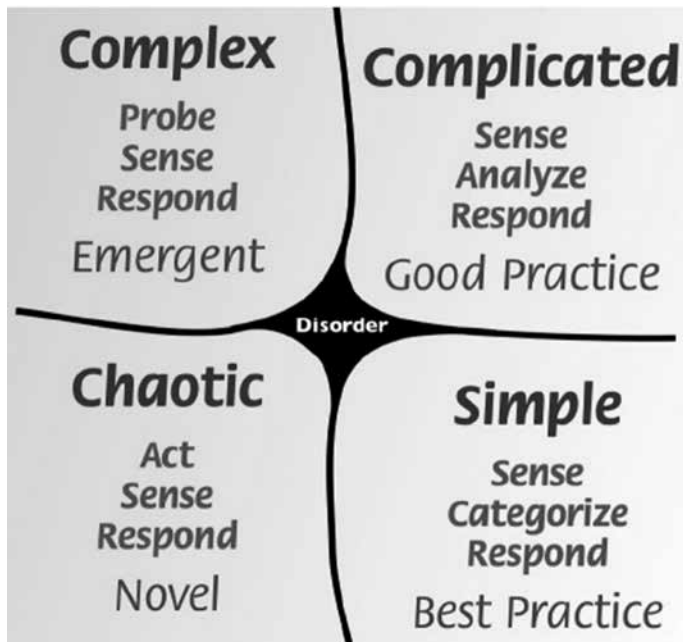 Complex
Probe
Sense
Respond
Emergent
Complicated
Sense
Analyze
Respond
Good Practice
Disorder
Chaotic
Act
Sense
Respond
Novel
Simple
Sense
Categorize
Respond
Best Practice